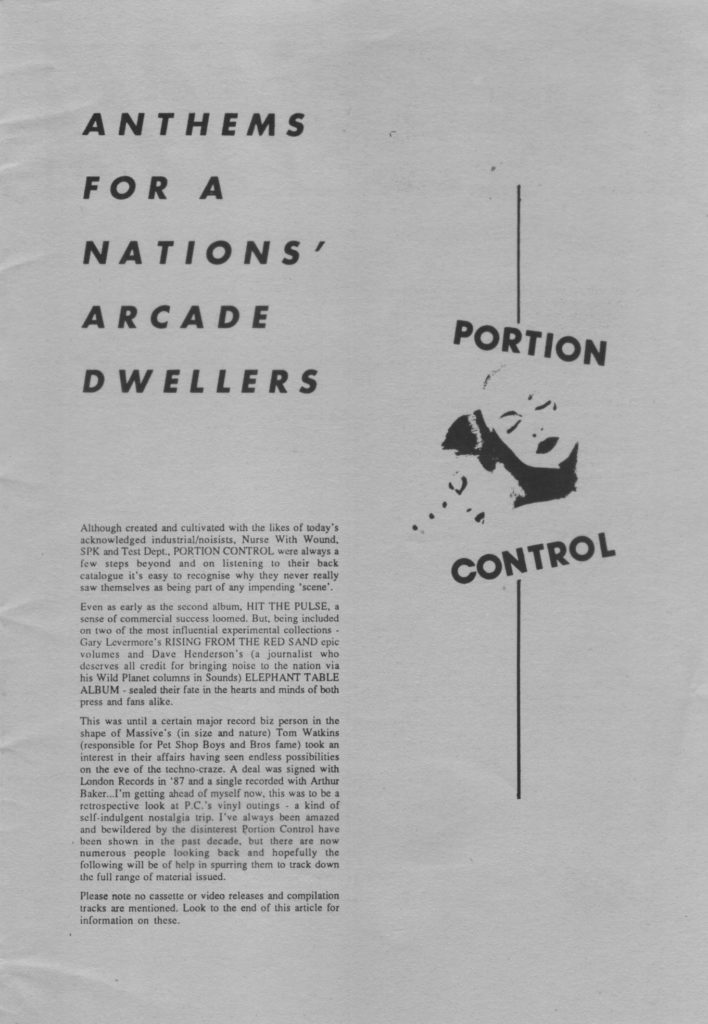 ANTHEMS
FOR A
NATIONS'
ARCADE
DWELLERS
PORTION
CONTROL
Although created and cultivated with the likes of today's
acknowledged industrial/noisists, Nurse With Wound,
SPK and Test Dept., PORTION CONTROL were always a
few steps beyond and on listening to their back
catalogue it's easy to recognise why they never really
saw themselves as being part of any impending 'scene'.
Even as early as the second album, HIT THE PULSE, a
sense of commercial success loomed. But, being included
on two of the most influential experimental collections -
Gary Levermore's RISING FROM THE RED SAND epic
volumes and Dave Henderson's (a journalist who
deserves all credit for bringing noise to the nation via
his Wild Planet columns in Sounds) ELEPHANT TABLE
ALBUM - sealed their fate in the hearts and minds of both
press and fans alike.
This was until a certain major record biz person in the
shape of Massive's (in size and nature) Tom Watkins
(responsible for Pet Shop Boys and Bros fame) took an
interest in their affairs having seen endless possibilities
on the eve of the techno-craze. A deal was signed with
London Records in '87 and a single recorded with Arthur
Baker...I'm getting ahead of myself now, this was to be a
retrospective look at P.C.'s vinyl outings - a kind of
self-indulgent nostalgia trip. I've always been amazed
and bewildered by the disinterest Portion Control have
been shown in the past decade, but there are now
numerous people looking back and hopefully the
following will be of help in spurring them to track down
the full range of material issued.
Please note no cassette or video releases and compilation
tracks are mentioned. Look to the end of this article for
information on these.